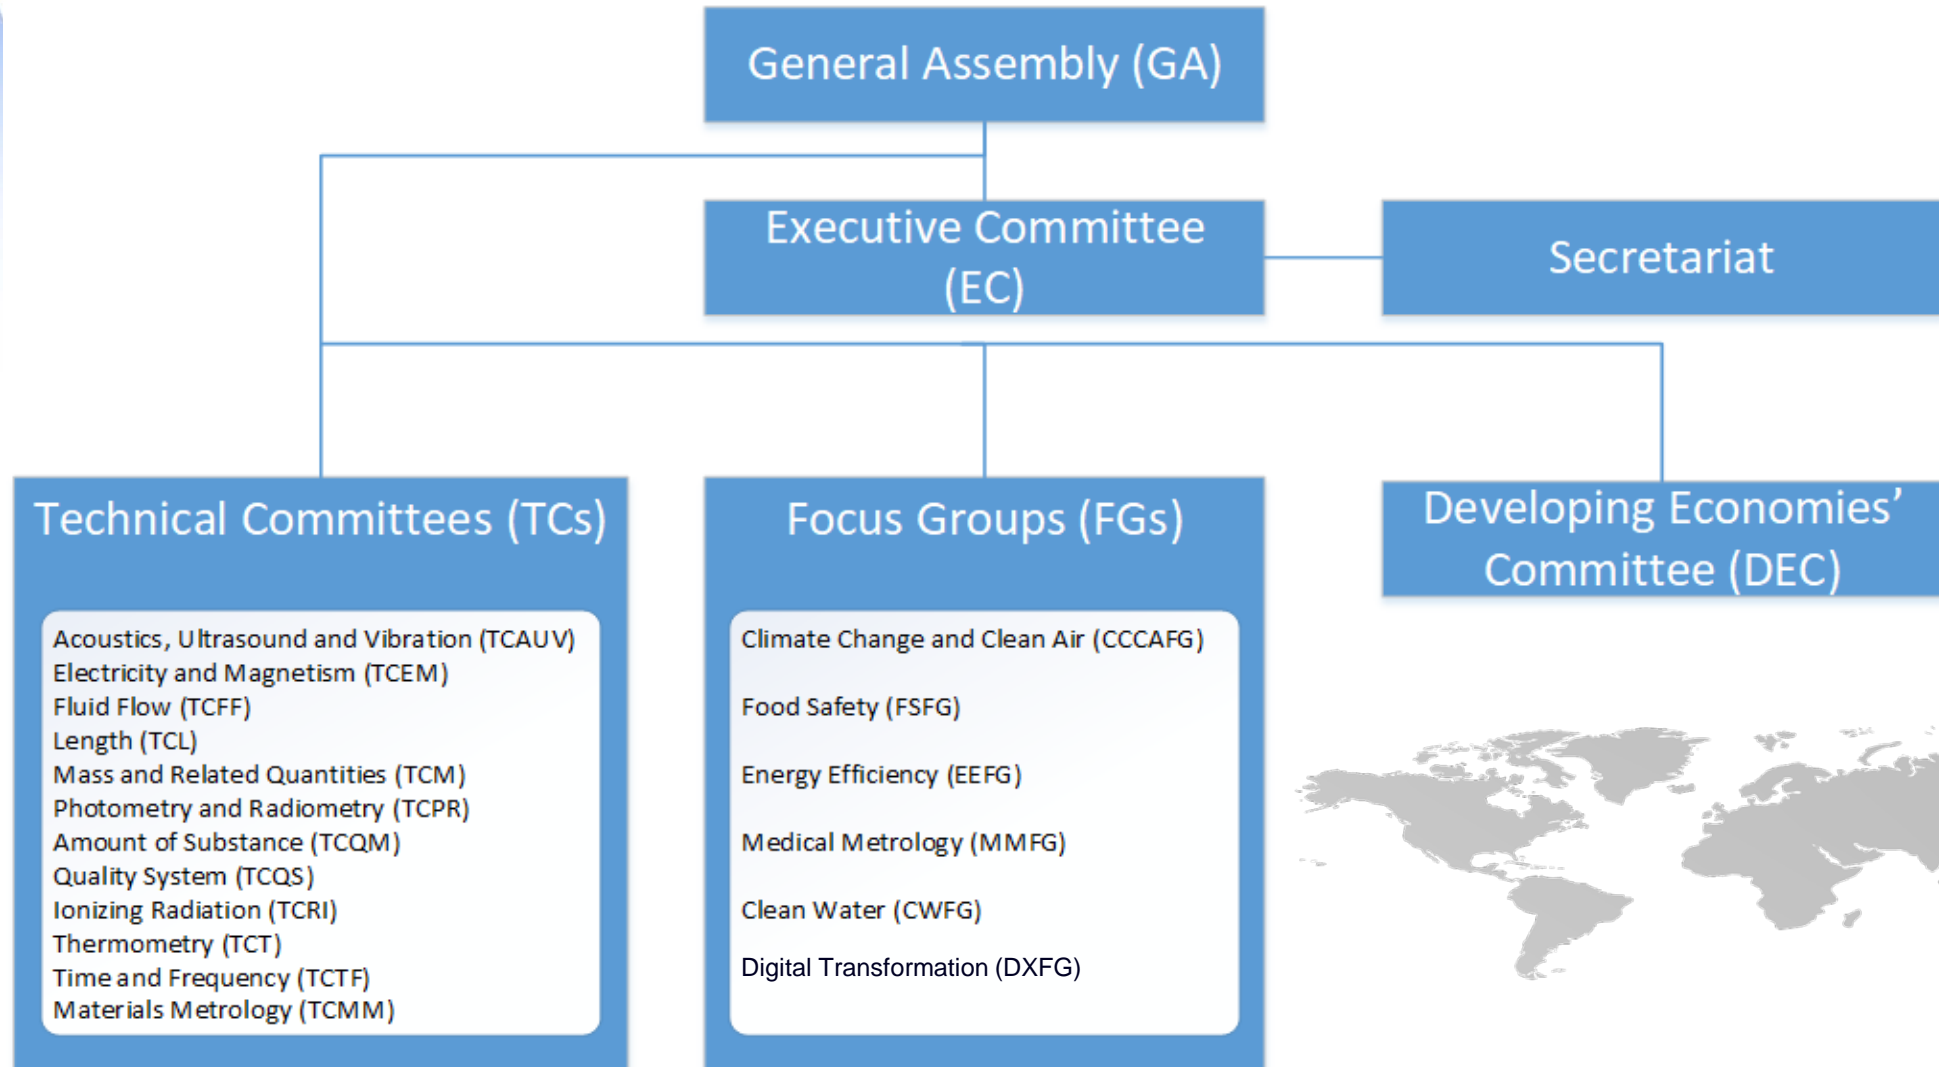 General Assembly (GA)
Executive Committee
(EC)
Secretariat
Technical Committees (TCs)
Acoustics, Ultrasound and Vibration (TCAUV)
Electricity and Magnetism (TCEM)
Fluid Flow (TCFF)
Length (TCL)
Mass and Related Quantities (TCM)
Photometry and Radiometry (TCPR)
Amount of Substance (TCQM)
Quality System (TCQS)
Ionizing Radiation (TCRI)
Thermometry (TCT)
Time and Frequency (TCTF)
Materials Metrology (TCMM)
Focus Groups (FGs)
Climate Change and Clean Air (CCCAFG)
Food Safety (FSFG)
Energy Efficiency (EEFG)
Medical Metrology (MMFG)
Clean Water (CWFG)
Digital Transformation (DXFG)
Developing Economies’
Committee (DEC)